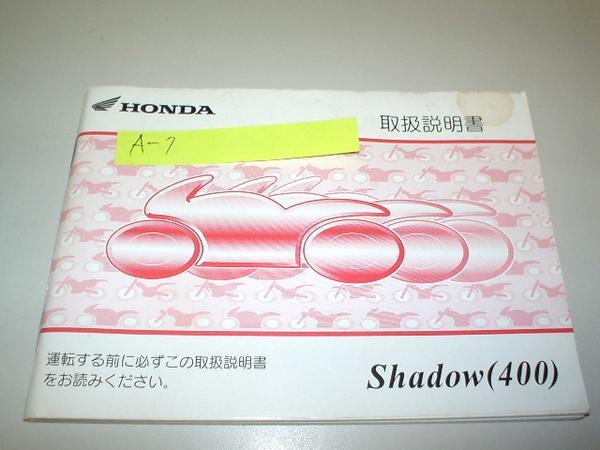 HONDA
取扱説明書
A-7
運転する前に必ずこの取扱説明書
をお読みください。
Shadow(400)